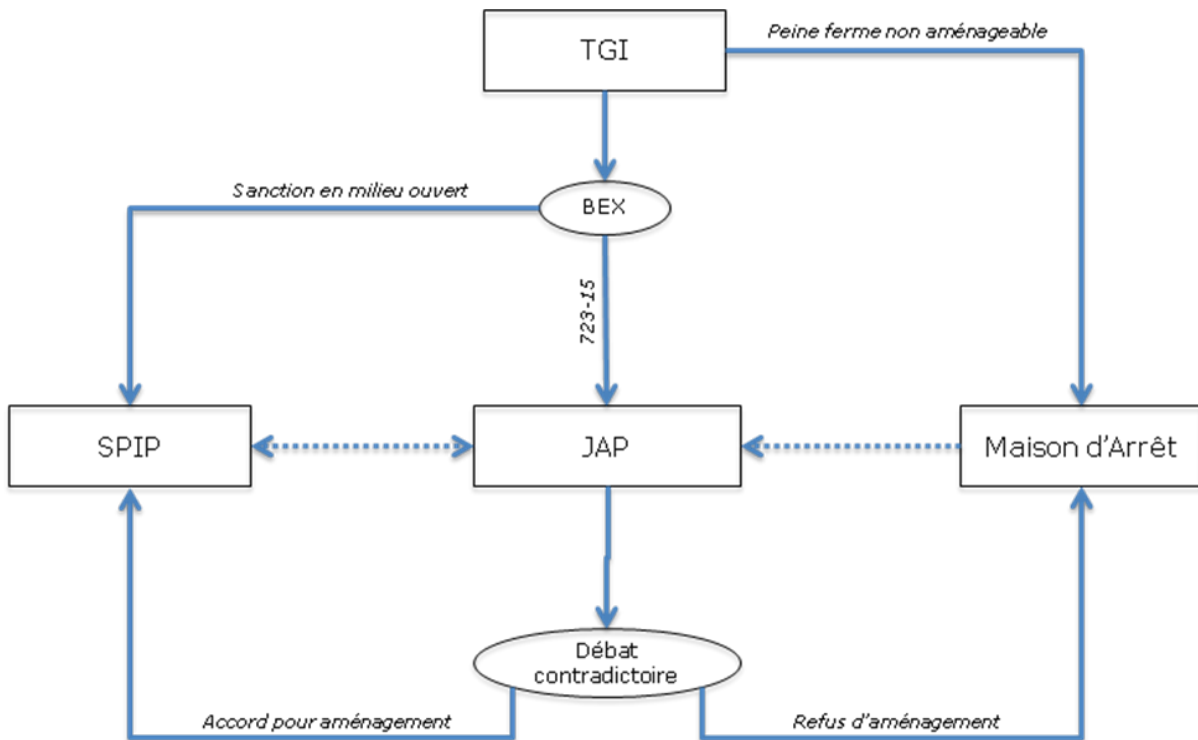 Peine ferme non aménageable
TGI
Sanction en milieu ouvert
BEX
723-15
SPIP
JAP
Maison d'Arrêt
Débat
contradictoire
Accord pour aménagement
Refus d'aménagement